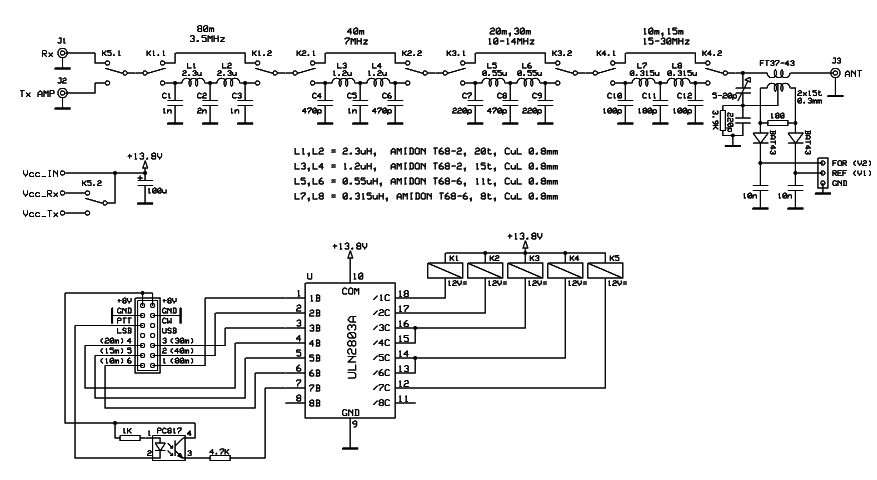 80m
3.5MHz
40m
7MHz
20m,30m
10-14MHz
10m,15m
15-30MHz
J1
Rx
K5.1
K1.1
K1.2
K2.1
K2.2
K3.1
K3.2
K4.1
K4.2
FT37-43
J3
ANT
J2
Tx AMP
L1
2.3u
L2
2.3u
L3
1.2u
L4
1.2u
L5
0.55u
L6
0.55u
L7
0.315u
L8
0.315u
C1
1n
C2
2n
C3
1n
C4
470p
C5
1n
C6
470p
C7
220p
C8
470p
C9
220p
C10
100p
C11
180p
C12
100p
5-20p
3.9K
220p
2x15t
0.3mm
180
BAT43
BAT43
FOR (V2)
REF (V1)
GND
10n
10n
L1,L2 = 2.3uH, AMIDON T68-2, 20t, CuL 0.8mm
L3,L4 = 1.2uH, AMIDON T68-2, 15t, CuL 0.8mm
L5,L6 = 0.55uH, AMIDON T68-6, 11t, CuL 0.8mm
L7,L8 = 0.315uH, AMIDON T68-6, 8t, CuL 0.8mm
+13.8V
Vcc_IN
K5.2
+
100u
Vcc_Rx
Vcc_Tx
+13.8V
+13.8V
K1
K2
K3
K4
K5
12V=
12V=
12V=
12V=
12V=
U
10
COM
ULN2803A
GND
9
1 1B
2 2B
3 3B
4 4B
5 5B
6 6B
7 7B
8 8B
/1C 18
/2C 17
/3C 16
/4C 15
/5C 14
/6C 13
/7C 12
/8C 11
+8V +8V
GND GND
PTT CW
LSB USB
(20m) 4 3 (30m)
(15m) 5 2 (40m)
(10m) 6 1 (80m)
1K
PC817
1
2
4
3
4.7K